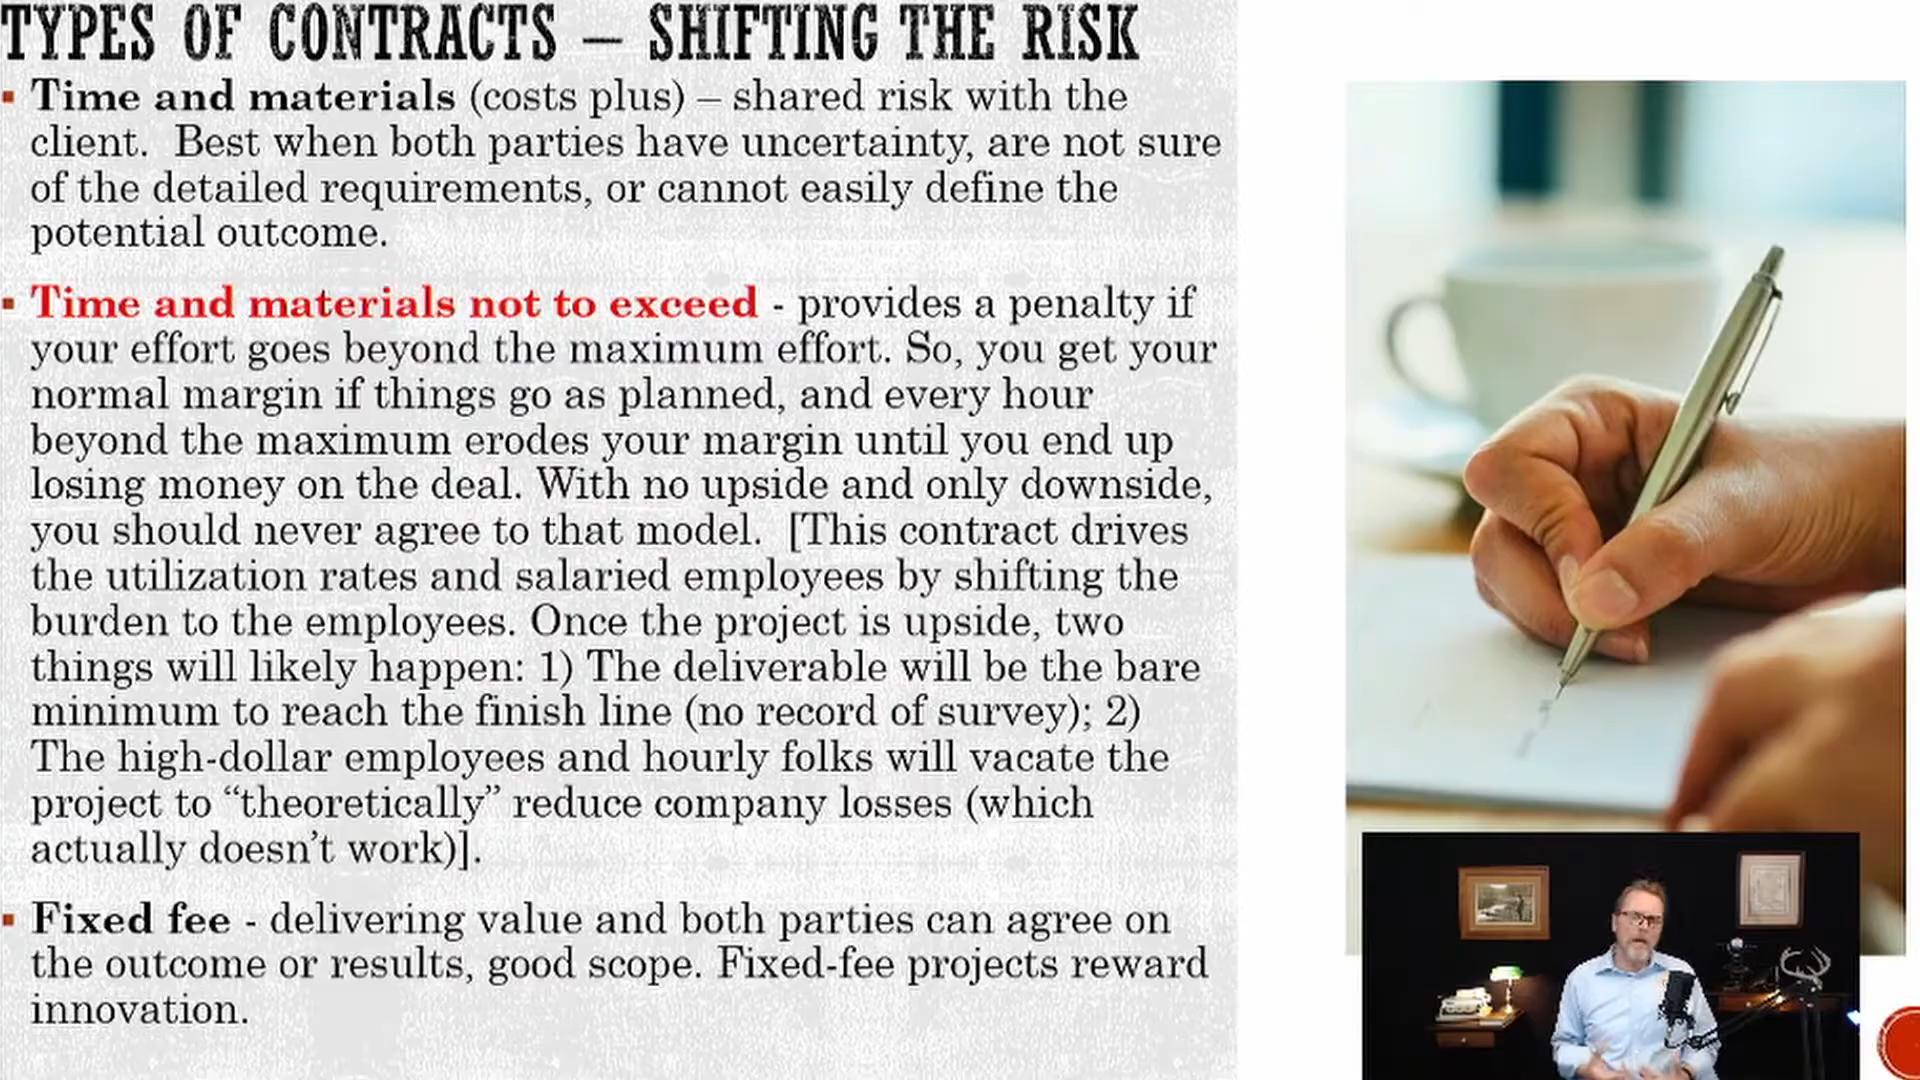 TYPES OF CONTRACTS – SHIFTING THE RISK
▪ Time and materials (costs plus) – shared risk with the
client.  Best when both parties have uncertainty, are not sure
of the detailed requirements, or cannot easily define the
potential outcome.
▪ Time and materials not to exceed - provides a penalty if
your effort goes beyond the maximum effort. So, you get your
normal margin if things go as planned, and every hour
beyond the maximum erodes your margin until you end up
losing money on the deal. With no upside and only downside,
you should never agree to that model.  [This contract drives
the utilization rates and salaried employees by shifting the
burden to the employees. Once the project is upside, two
things will likely happen: 1) The deliverable will be the bare
minimum to reach the finish line (no record of survey); 2)
The high-dollar employees and hourly folks will vacate the
project to “theoretically” reduce company losses (which
actually doesn’t work)].
▪ Fixed fee - delivering value and both parties can agree on
the outcome or results, good scope. Fixed-fee projects reward
innovation.